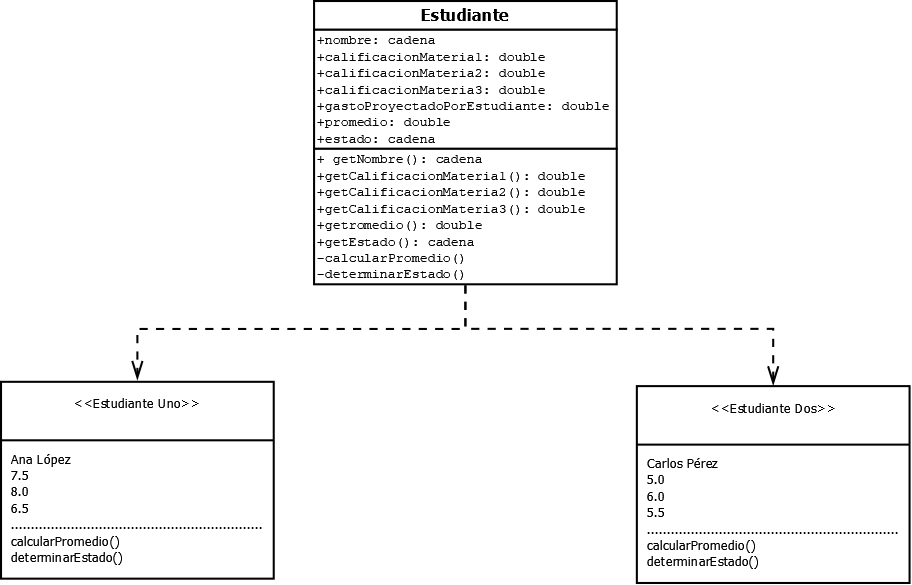 Estudiante
+nombre: cadena
+calificacionMateria1: double
+calificacionMateria2: double
+calificacionMateria3: double
+gastoProyectadoPorEstudiante: double
+promedio: double
+estado: cadena
+ getNombre(): cadena
+getCalificacionMateria1(): double
+getCalificacionMateria2(): double
+getCalificacionMateria3(): double
+getromedio(): double
+getEstado(): cadena
-calcularPromedio()
-determinarEstado()
<<Estudiante Uno>>
Ana López
7.5
8.0
6.5
calcularPromedio()
determinarEstado()
<<Estudiante Dos>>
Carlos Pérez
5.0
6.0
5.5
calcularPromedio()
determinarEstado()